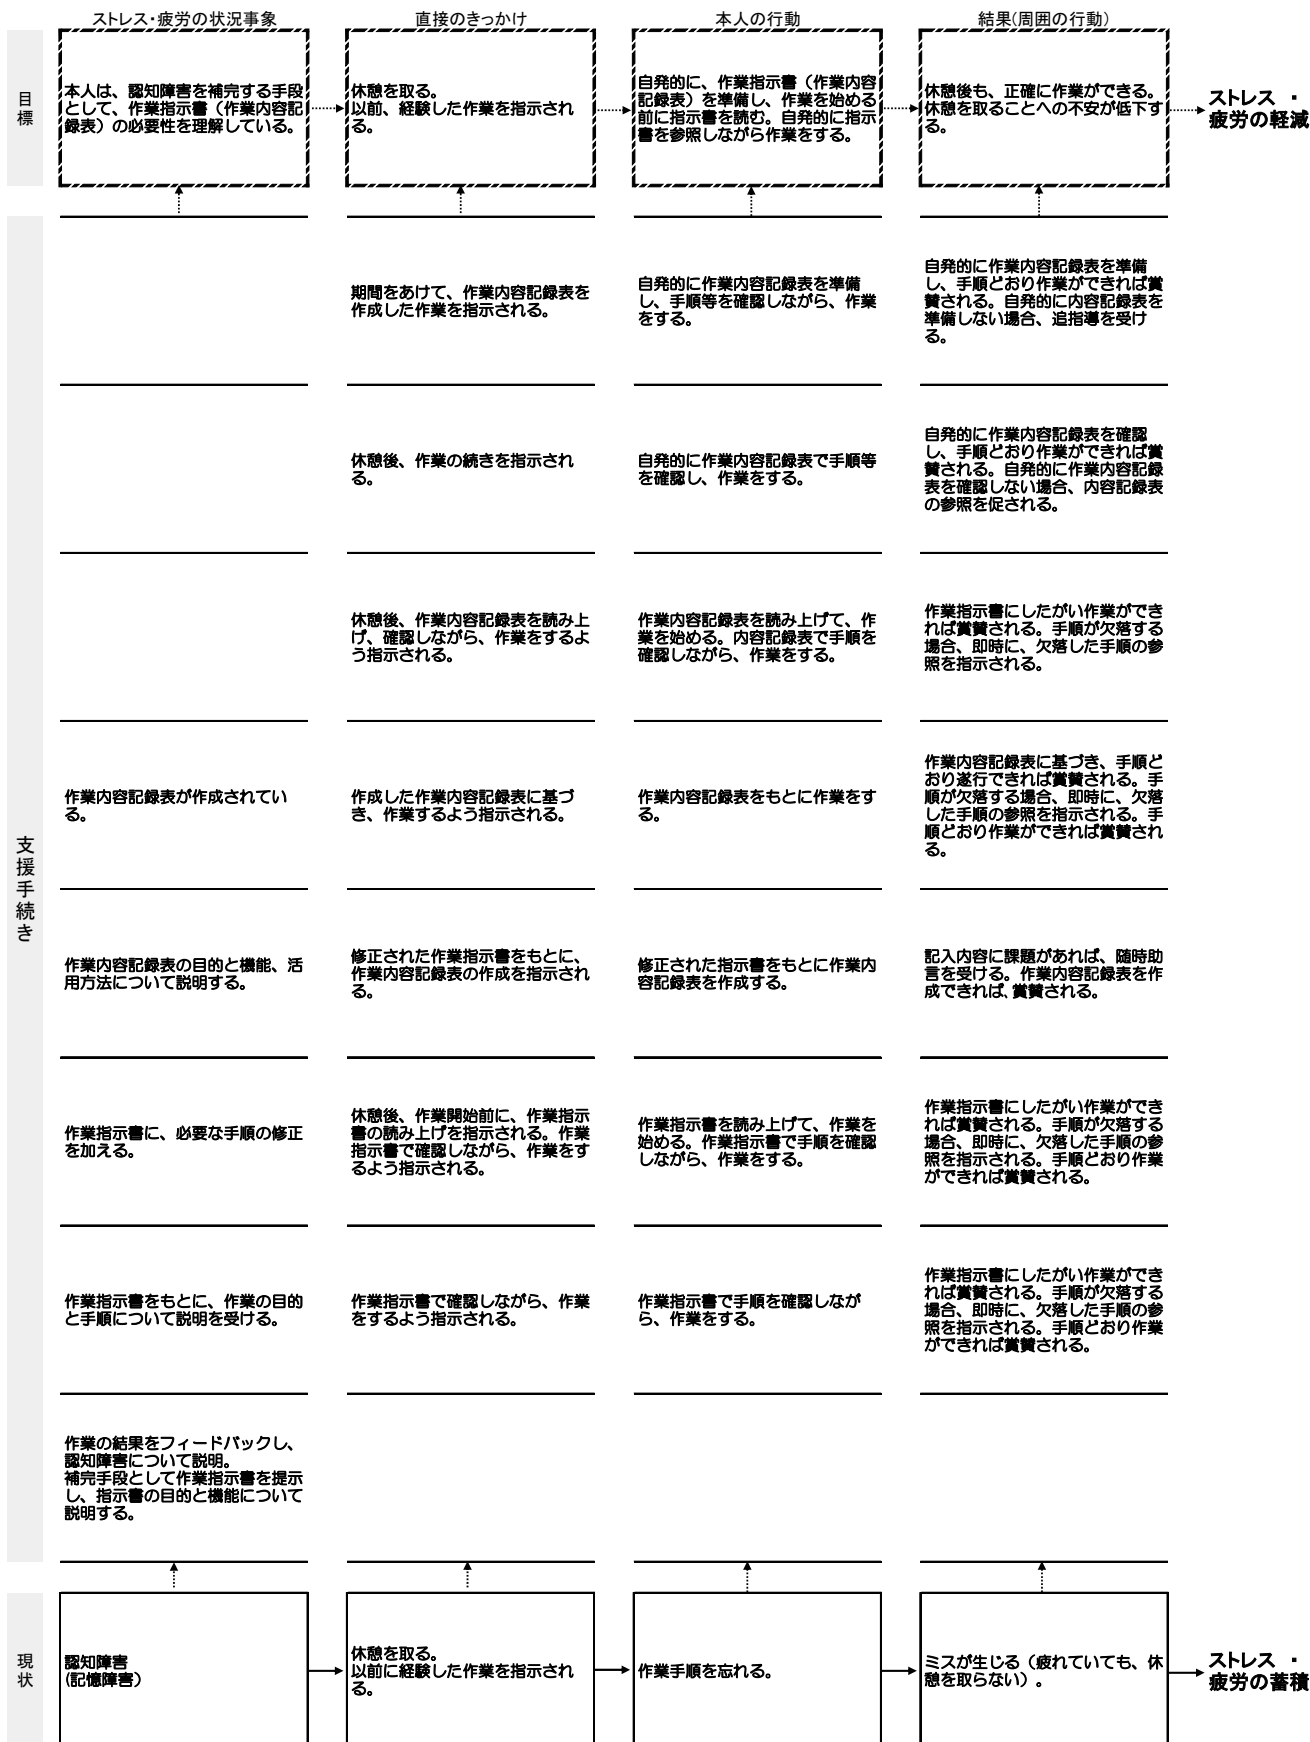 ストレス・疲労の状況事象
直接のきっかけ
本人の行動
結果(周囲の行動)
目標
本人は、認知障害を補完する手段
として、作業指示書（作業内容記
録表）の必要性を理解している。
休憩を取る。
以前、経験した作業を指示され
る。
自発的に、作業指示書（作業内容
記録表）を準備し、作業を始める
前に指示書を読む。自発的に指示
書を参照しながら作業をする。
休憩後も、正確に作業ができる。
休憩を取ることへの不安が低下す
る。
ストレス ・
疲労の軽減
支援手続き
期間をあけて、作業内容記録表を
作成した作業を指示される。
自発的に作業内容記録表を準備
し、手順等を確認しながら、作業
をする。
自発的に作業内容記録表を準備
し、手順どおり作業ができれば賞
賛される。自発的に内容記録表を
準備しない場合、追指導を受け
る。
休憩後、作業の続きを指示され
る。
自発的に作業内容記録表で手順等
を確認し、作業をする。
自発的に作業内容記録表を確認
し、手順どおり作業ができれば賞
賛される。自発的に作業内容記録
表を確認しない場合、内容記録表
の参照を促される。
休憩後、作業内容記録表を読み上
げ、確認しながら、作業をするよ
う指示される。
作業内容記録表を読み上げて、作
業を始める。内容記録表で手順を
確認しながら、作業をする。
作業指示書にしたがい作業ができ
れば賞賛される。手順が欠落する
場合、即時に、欠落した手順の参
照を指示される。
作業内容記録表が作成されてい
る。
作成した作業内容記録表に基づ
き、作業するよう指示される。
作業内容記録表をもとに作業をす
る。
作業内容記録表に基づき、手順ど
おり遂行できれば賞賛される。手
順が欠落する場合、即時に、欠落
した手順の参照を指示される。手
順どおり作業ができれば賞賛され
る。
作業内容記録表の目的と機能、活
用方法について説明する。
修正された作業指示書をもとに、
作業内容記録表の作成を指示され
る。
修正された指示書をもとに作業内
容記録表を作成する。
記入内容に課題があれば、随時助
言を受ける。作業内容記録表を作
成できれば、賞賛される。
作業指示書に、必要な手順の修正
を加える。
休憩後、作業開始前に、作業指示
書の読み上げを指示される。作業
指示書で確認しながら、作業をす
るよう指示される。
作業指示書を読み上げて、作業を
始める。作業指示書で手順を確認
しながら、作業をする。
作業指示書にしたがい作業ができ
れば賞賛される。手順が欠落する
場合、即時に、欠落した手順の参
照を指示される。手順どおり作業
ができれば賞賛される。
作業指示書をもとに、作業の目的
と手順について説明を受ける。
作業指示書で確認しながら、作業
をするよう指示される。
作業指示書で手順を確認しなが
ら、作業をする。
作業指示書にしたがい作業ができ
れば賞賛される。手順が欠落する
場合、即時に、欠落した手順の参
照を指示される。手順どおり作業
ができれば賞賛される。
作業の結果をフィードバックし、
認知障害について説明。
補完手段として作業指示書を提示
し、指示書の目的と機能について
説明する。
現状
認知障害
(記憶障害）
休憩を取る。
以前に経験した作業を指示され
る。
作業手順を忘れる。
ミスが生じる（疲れていても、休
憩を取らない）。
ストレス ・
疲労の蓄積